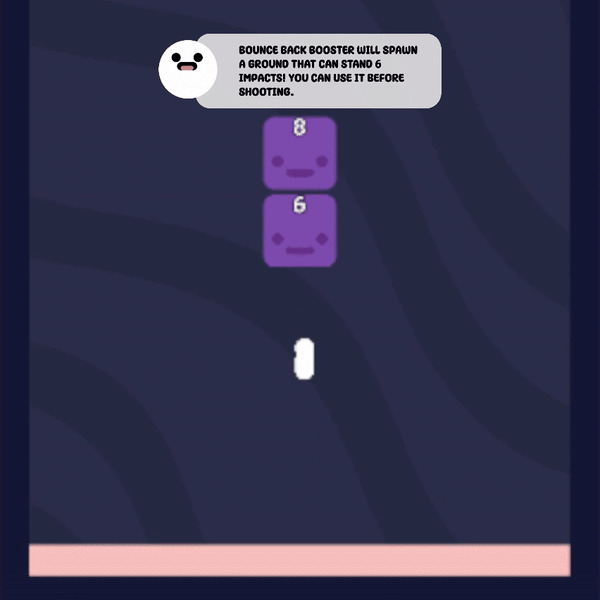 BOUNCE BACK BOOSTER WILL SPAWN
A GROUND THAT CAN STAND 6
IMPACTS! YOU CAN USE IT BEFORE
SHOOTING.
8
6